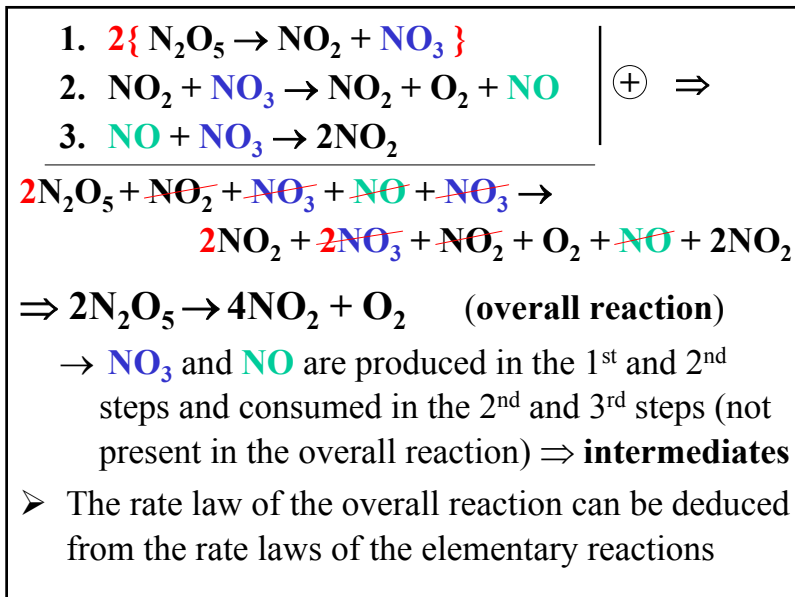 1. 2{ N₂O₅ → NO₂ + NO₃ }
2. NO₂ + NO₃ → NO₂ + O₂ + NO
3. NO + NO₃ → 2NO₂
⊕ ⇒
2N₂O₅ + NO₂ + NO₃ + NO + NO₃ →
2NO₂ + 2NO₃ + NO₂ + O₂ + NO + 2NO₂
⇒ 2N₂O₅ → 4NO₂ + O₂ (overall reaction)
→ NO₃ and NO are produced in the 1st and 2nd
steps and consumed in the 2nd and 3rd steps (not
present in the overall reaction) ⇒ intermediates
➢ The rate law of the overall reaction can be deduced
from the rate laws of the elementary reactions